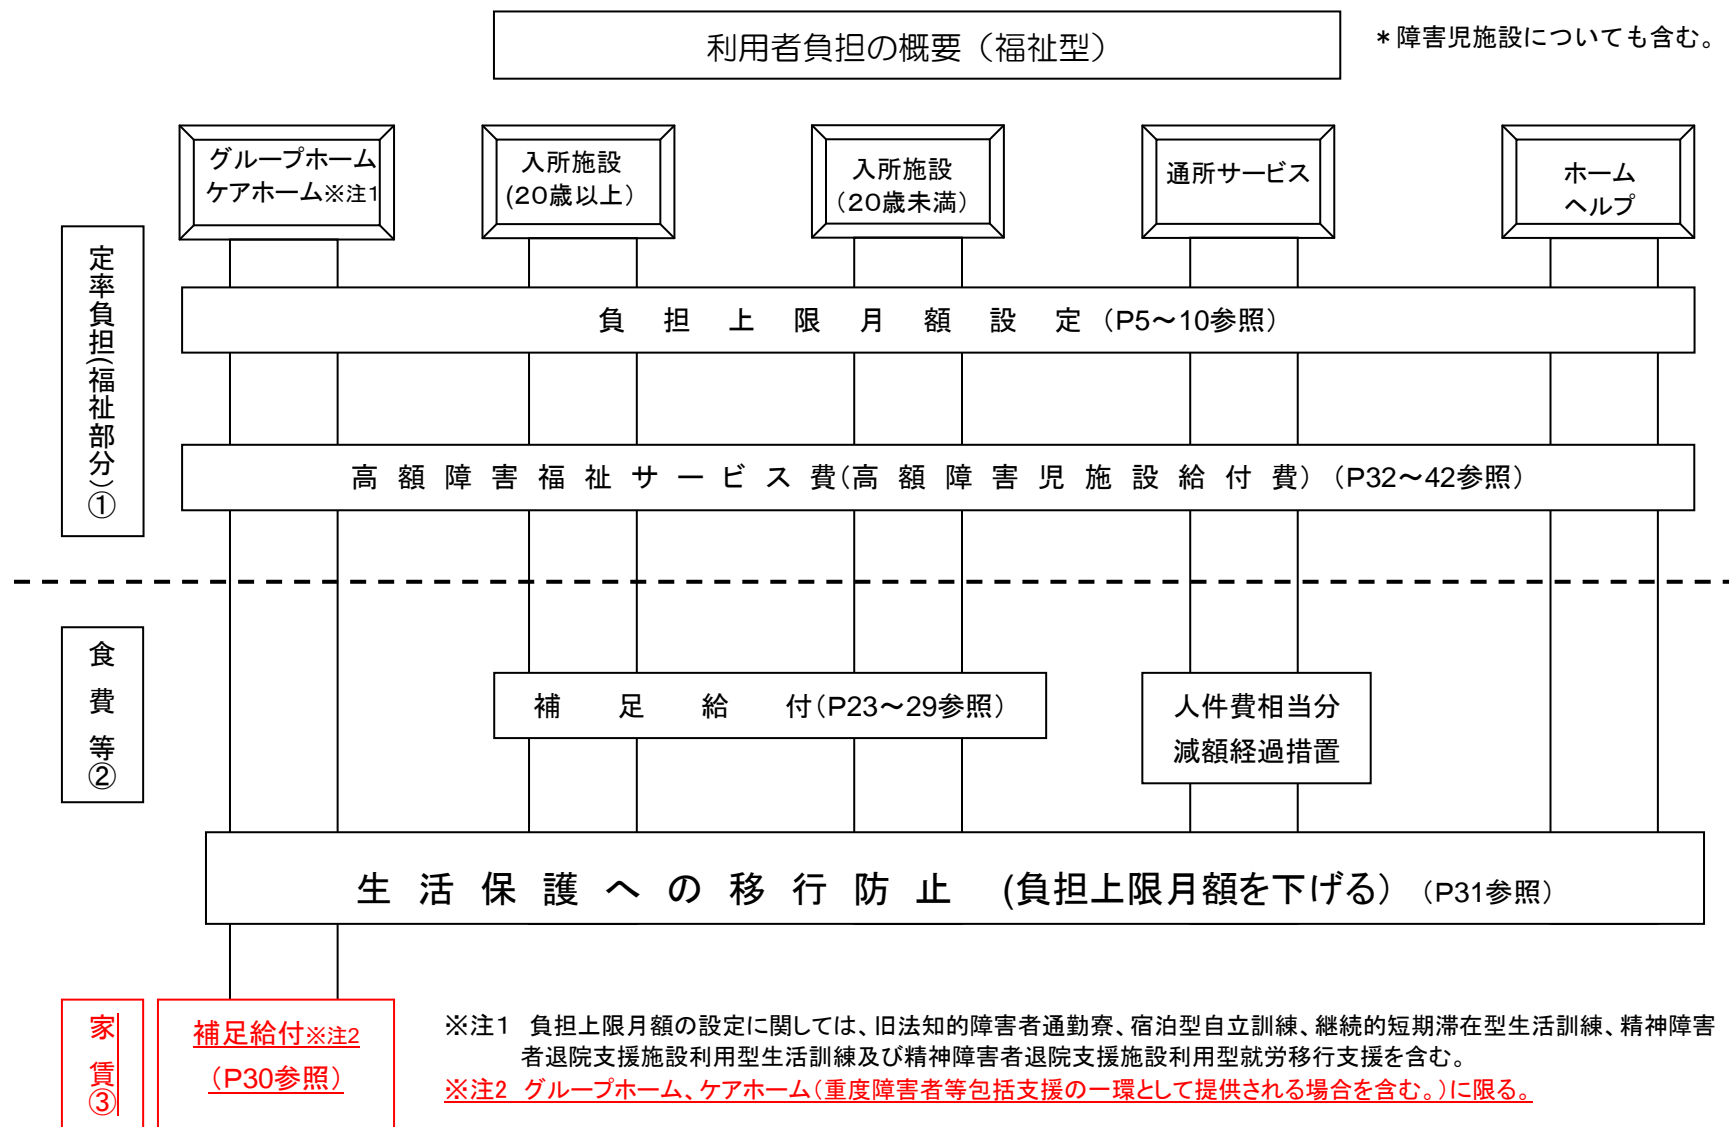 利用者負担の概要（福祉型）
＊障害児施設についても含む。
グループホーム
ケアホーム※注1
入所施設
(20歳以上）
入所施設
（２０歳未満）
通所サービス
ホーム
ヘルプ
定率負担(福祉部分)①
負担上限月額設定（P5～10参照）
高額障害福祉サービス費(高額障害児施設給付費）（P32～42参照）
食費等②
補足給付（P23～29参照）
人件費相当分
減額経過措置
生活保護への移行防止 (負担上限月額を下げる）（P31参照）
家賃③
補足給付※注2
（P30参照）
※注１ 負担上限月額の設定に関しては、旧法知的障害者通勤寮、宿泊型自立訓練、継続的短期滞在型生活訓練、精神障害
者退院支援施設利用型生活訓練及び精神障害者退院支援施設利用型就労移行支援を含む。
※注2 グループホーム、ケアホーム（重度障害者等包括支援の一環として提供される場合を含む。）に限る。